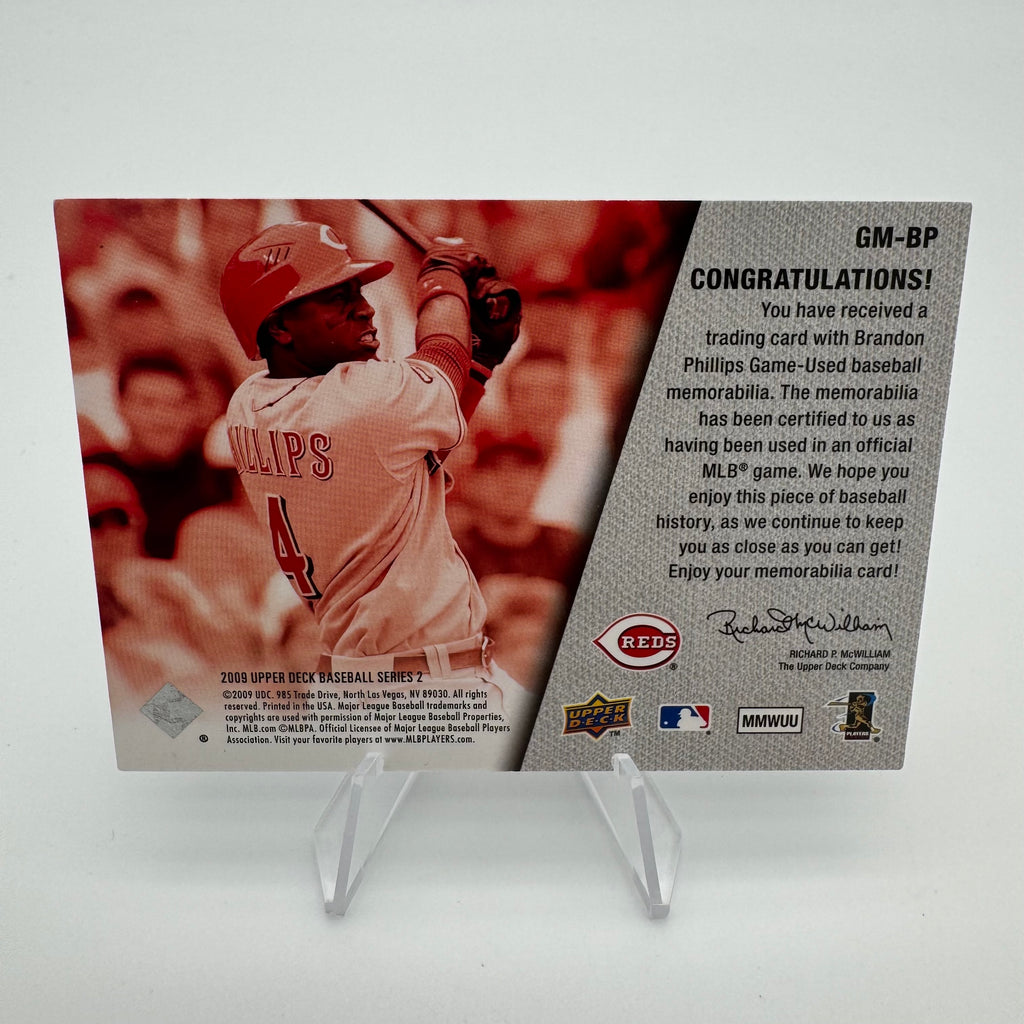 GM-BP
CONGRATULATIONS!
You have received a
trading card with Brandon
Phillips Game-Used baseball
memorabilia. The memorabilia
has been certified to us as
having been used in an official
MLB® game. We hope you
enjoy this piece of baseball
history, as we continue to keep
you as close as you can get!
Enjoy your memorabilia card!
Richard McWilliam
RICHARD P. McWILLIAM
The Upper Deck Company
REDS ®
UPPER
DECK ™
MMWUU
PLAYERS
®
ILLIPS
4
C
2009 UPPER DECK BASEBALL SERIES 2
©2009 UDC. 985 Trade Drive, North Las Vegas, NV 89030. All rights
reserved. Printed in the USA. Major League Baseball trademarks and
copyrights are used with permission of Major League Baseball Properties,
Inc. MLB.com ©MLBPA. Official Licensee of Major League Baseball Players
Association. Visit your favorite players at www.MLBPLAYERS.com.
®